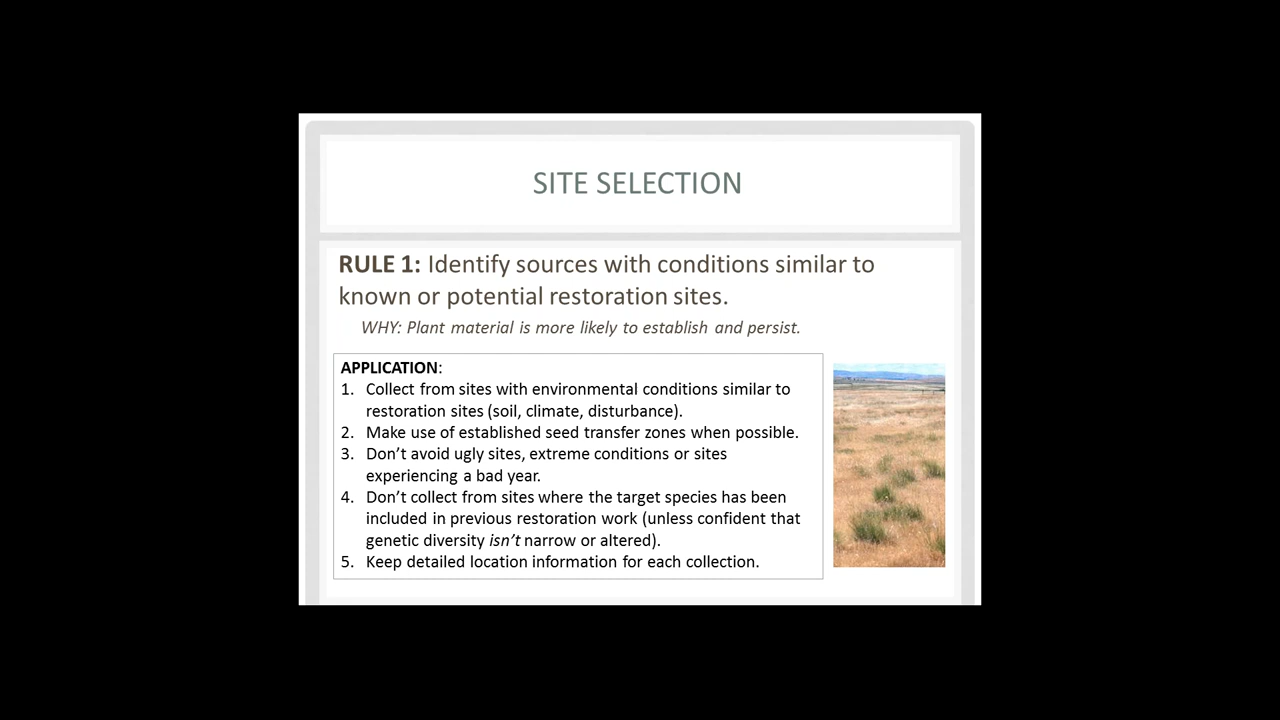 SITE SELECTION
RULE 1: Identify sources with conditions similar to
known or potential restoration sites.
WHY: Plant material is more likely to establish and persist.
APPLICATION:
1. Collect from sites with environmental conditions similar to
restoration sites (soil, climate, disturbance).
2. Make use of established seed transfer zones when possible.
3. Don’t avoid ugly sites, extreme conditions or sites
experiencing a bad year.
4. Don’t collect from sites where the target species has been
included in previous restoration work (unless confident that
genetic diversity isn’t narrow or altered).
5. Keep detailed location information for each collection.